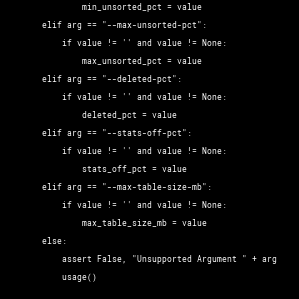 min_unsorted_pct = value
elif arg == "--max-unsorted-pct":
if value != '' and value != None:
max_unsorted_pct = value
elif arg == "--deleted-pct":
if value != '' and value != None:
deleted_pct = value
elif arg == "--stats-off-pct":
if value != '' and value != None:
stats_off_pct = value
elif arg == "--max-table-size-mb":
if value != '' and value != None:
max_table_size_mb = value
else:
assert False, "Unsupported Argument " + arg
usage()